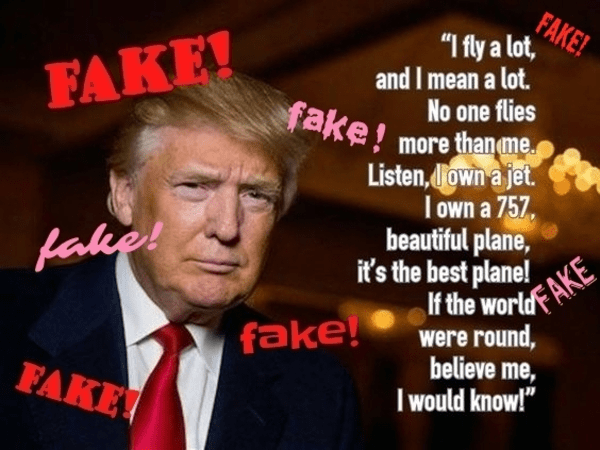 FAKE!
FAKE!
fake!
fake!
fake!
FAKE!
FAKE
"I fly a lot,
and I mean a lot.
No one flies
more than me.
Listen, I own a jet.
I own a 757,
beautiful plane,
it's the best plane!
If the world
were round,
believe me,
I would know!"